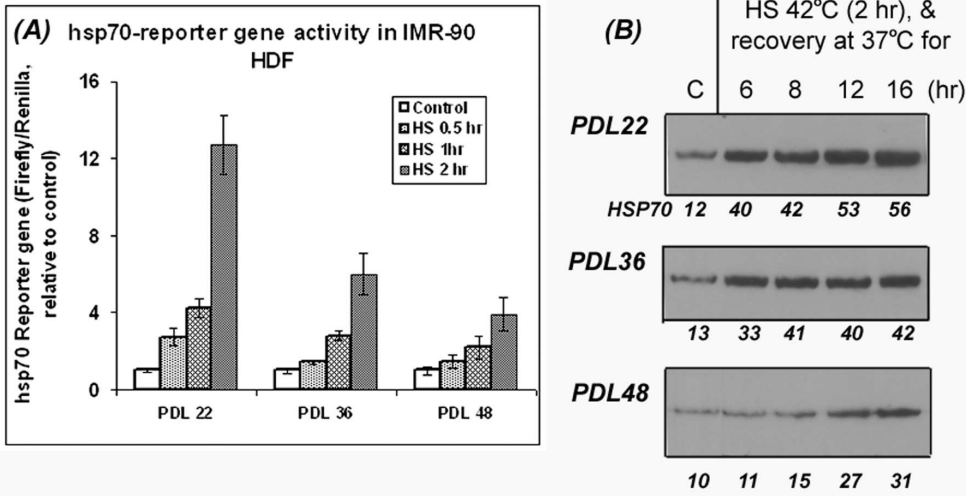 (A) hsp70-reporter gene activity in IMR-90
HDF
hsp70 Reporter gene (Firefly/Renilla,
relative to control)
16
12
8
4
0
Control
HS 0.5 hr
HS 1hr
HS 2 hr
PDL 22 PDL 36 PDL 48
(B) HS 42°C (2 hr), &
recovery at 37°C for
C 6 8 12 16 (hr)
PDL22
HSP70 12 40 42 53 56
PDL36
13 33 41 40 42
PDL48
10 11 15 27 31